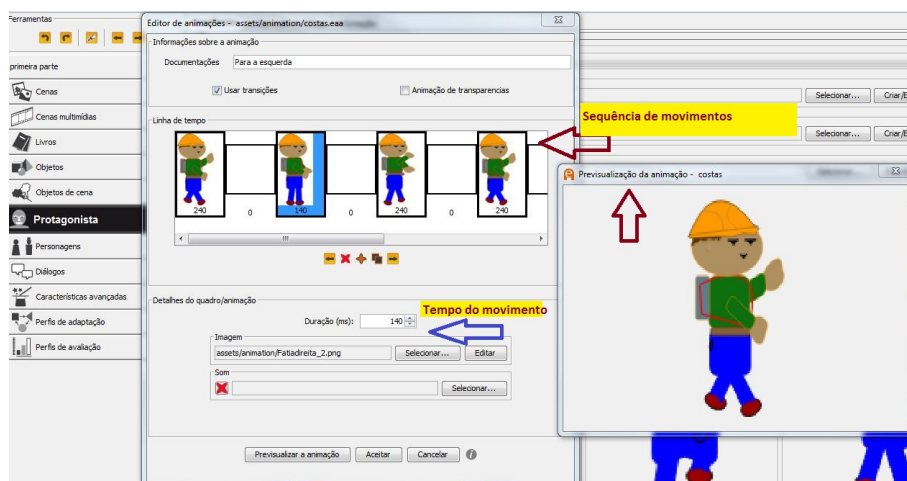 Ferramentas
primeira parte
Cenas
Cenas multimídias
Livros
Objetos
Objetos de cena
Protagonista
Personagens
Diálogos
Características avançadas
Perfis de adaptação
Perfis de avaliação
Editor de animações - assets/animation/costas.eaa
Informações sobre a animação
Documentações Para a esquerda
Usar transições Animação de transparencias
Linha de tempo
240 0 140 0 240 0 240
Detalhes do quadro/animação
Duração (ms): 140
Imagem
assets/animation/Fatiadireita_2.png Selecionar... Editar
Som
Selecionar...
Previsualizar a animação Aceitar Cancelar
Sequência de movimentos
Tempo do movimento
Selecionar... Criar/E
Selecionar... Criar/E
Previsualização da animação - costas